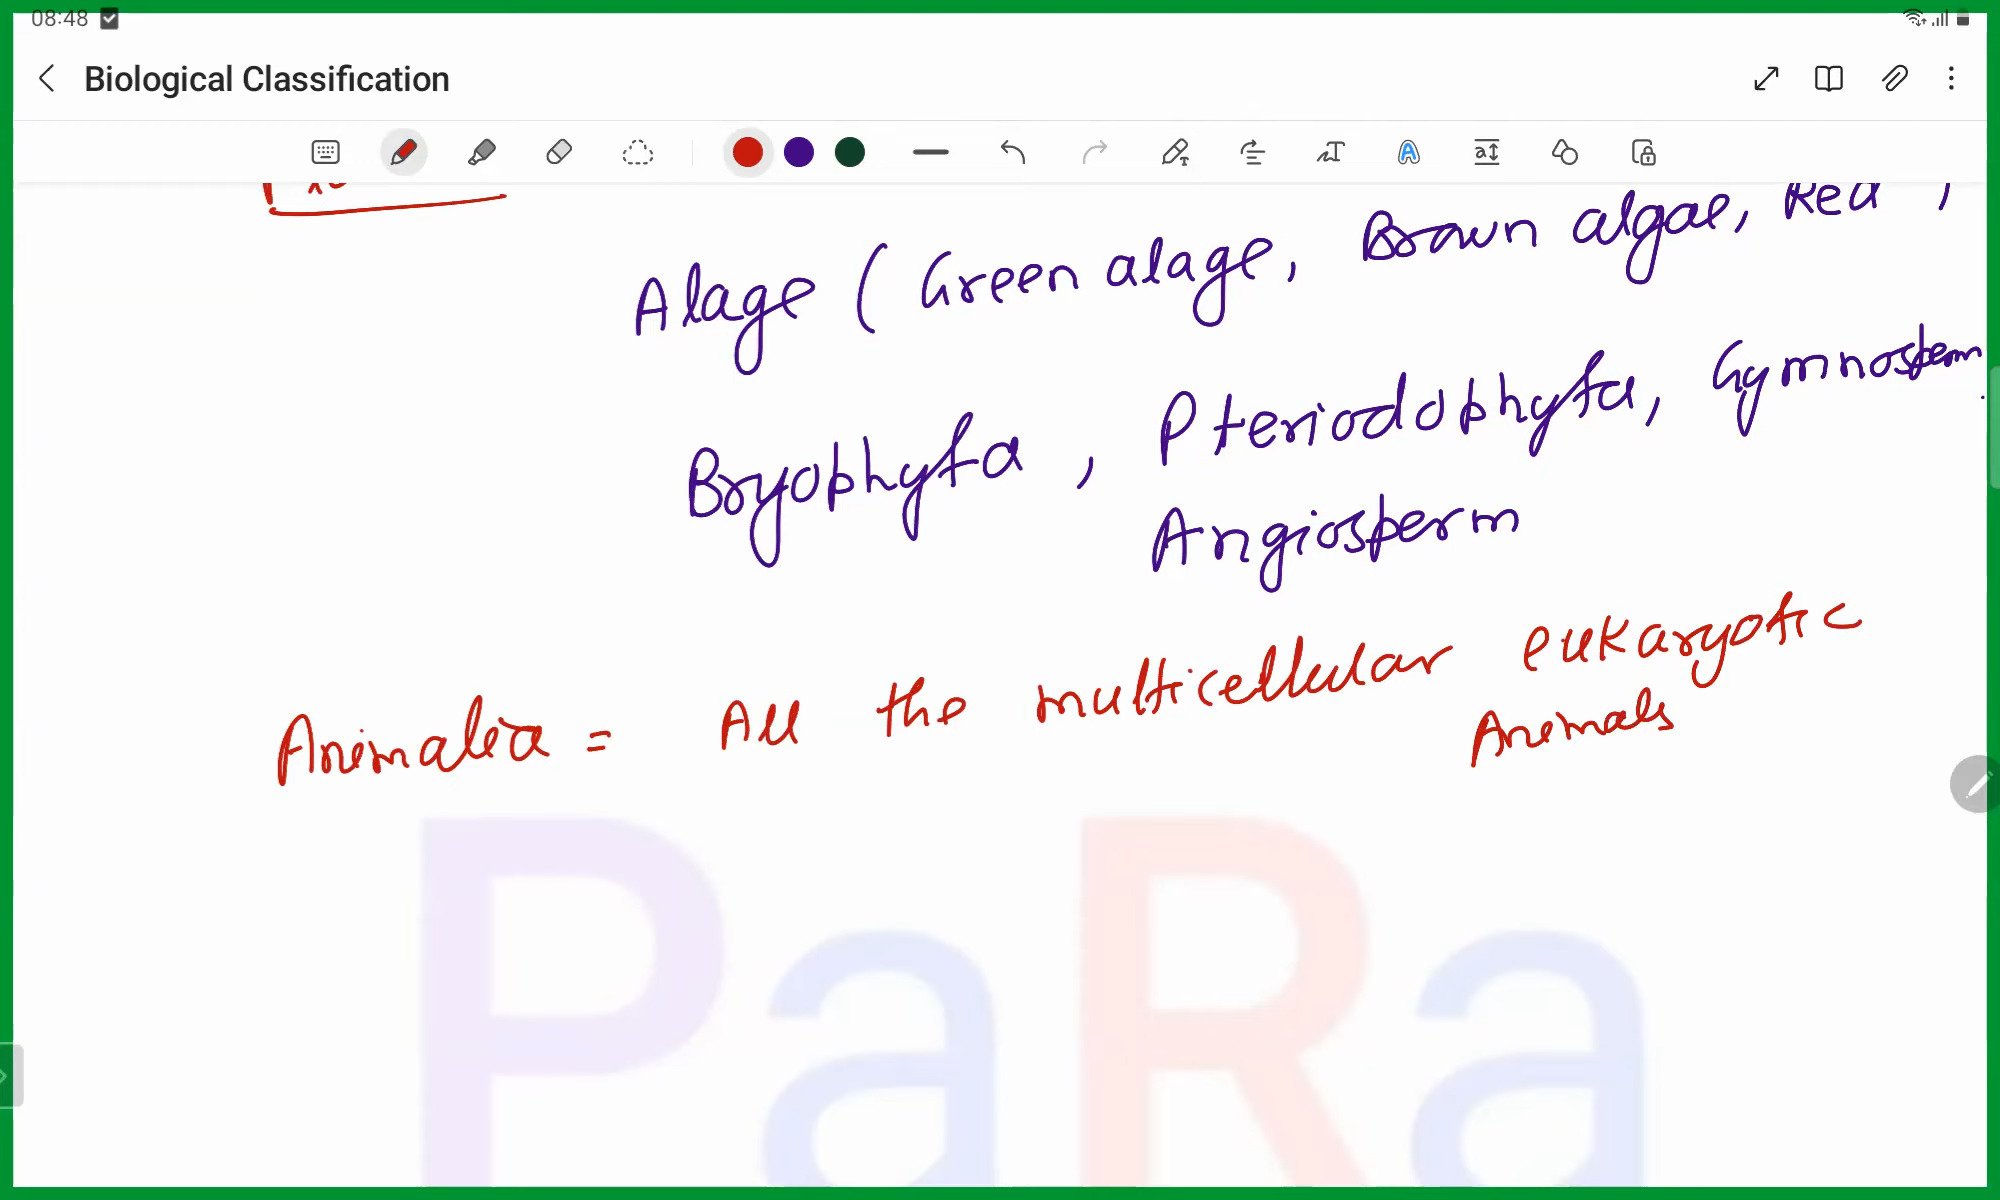 08:48
Biological Classification
Alage ( Green alage, Brown algae, Red ,
Bryophyta , Pteriodophyta, Gymnosperm
Angiosperm
Animalia = All the multicellular eukaryotic
Animals
PaRa